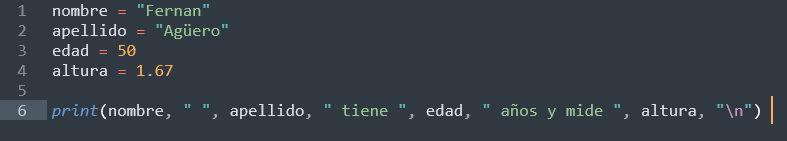 1 nombre = "Fernan"
2 apellido = "Agüero"
3 edad = 50
4 altura = 1.67
5
6 print(nombre, " ", apellido, " tiene ", edad, " años y mide ", altura, "\n")